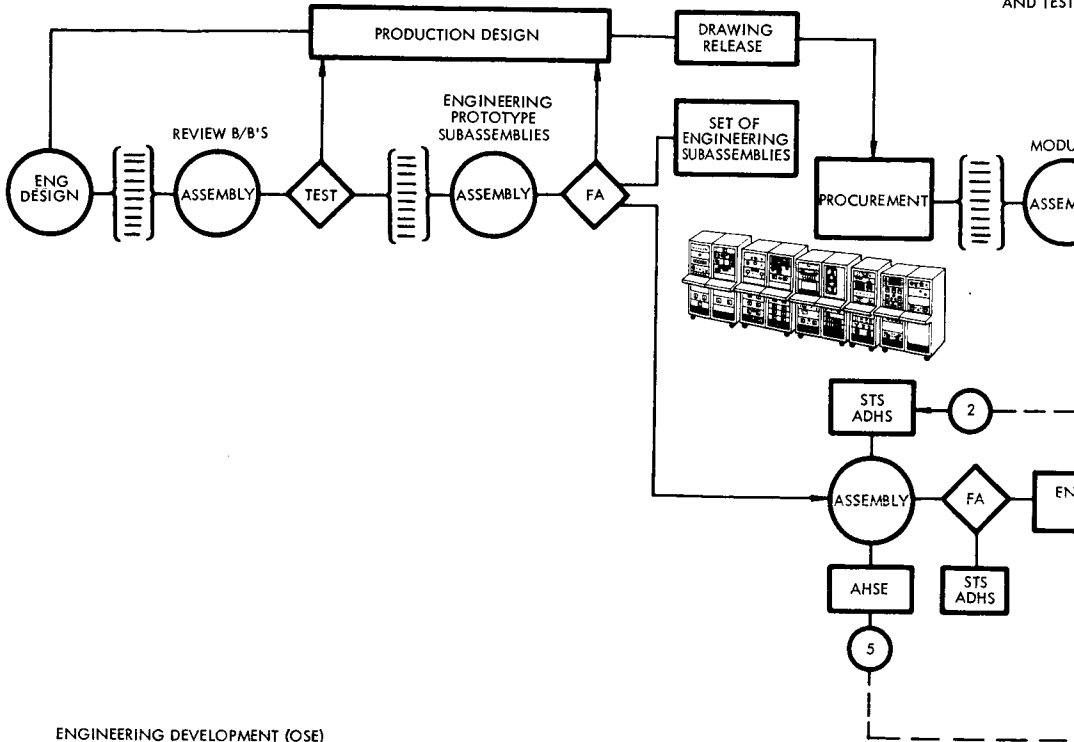 AND TEST
PRODUCTION DESIGN
DRAWING
RELEASE
ENGINEERING
PROTOTYPE
SUBASSEMBLIES
SET OF
ENGINEERING
SUBASSEMBLIES
REVIEW B/B'S
MODU
ENG
DESIGN
ASSEMBLY
TEST
ASSEMBLY
FA
PROCUREMENT
ASSEM
STS
ADHS
2
ASSEMBLY
FA
EN
AHSE
STS
ADHS
5
ENGINEERING DEVELOPMENT (OSE)